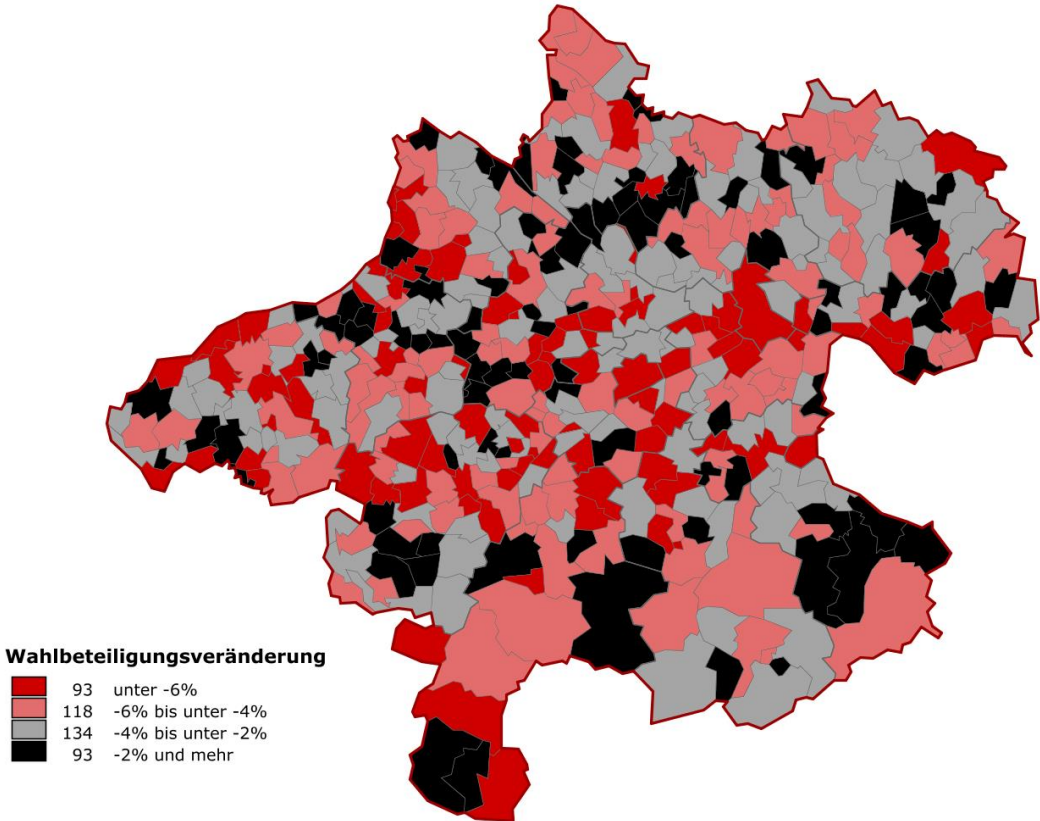 Wahlbeteiligungsveränderung
93 unter -6%
118 -6% bis unter -4%
134 -4% bis unter -2%
93 -2% und mehr